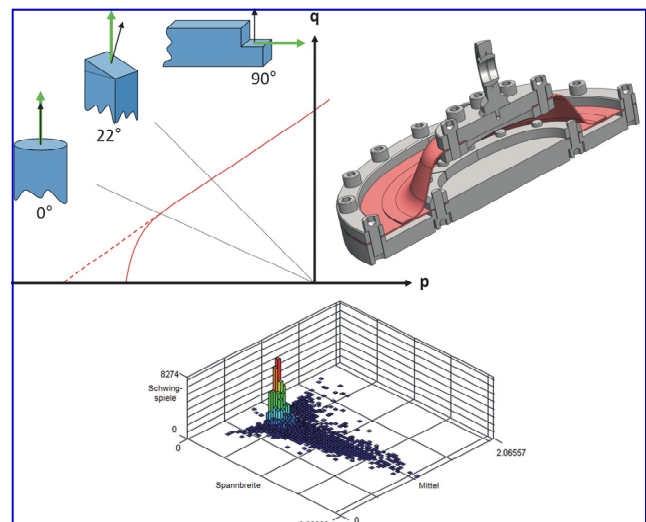 q
90°
22°
0°
p
8274
Schwing-
spiele
0
0
2.06557
Spannbreite
Mittel
0